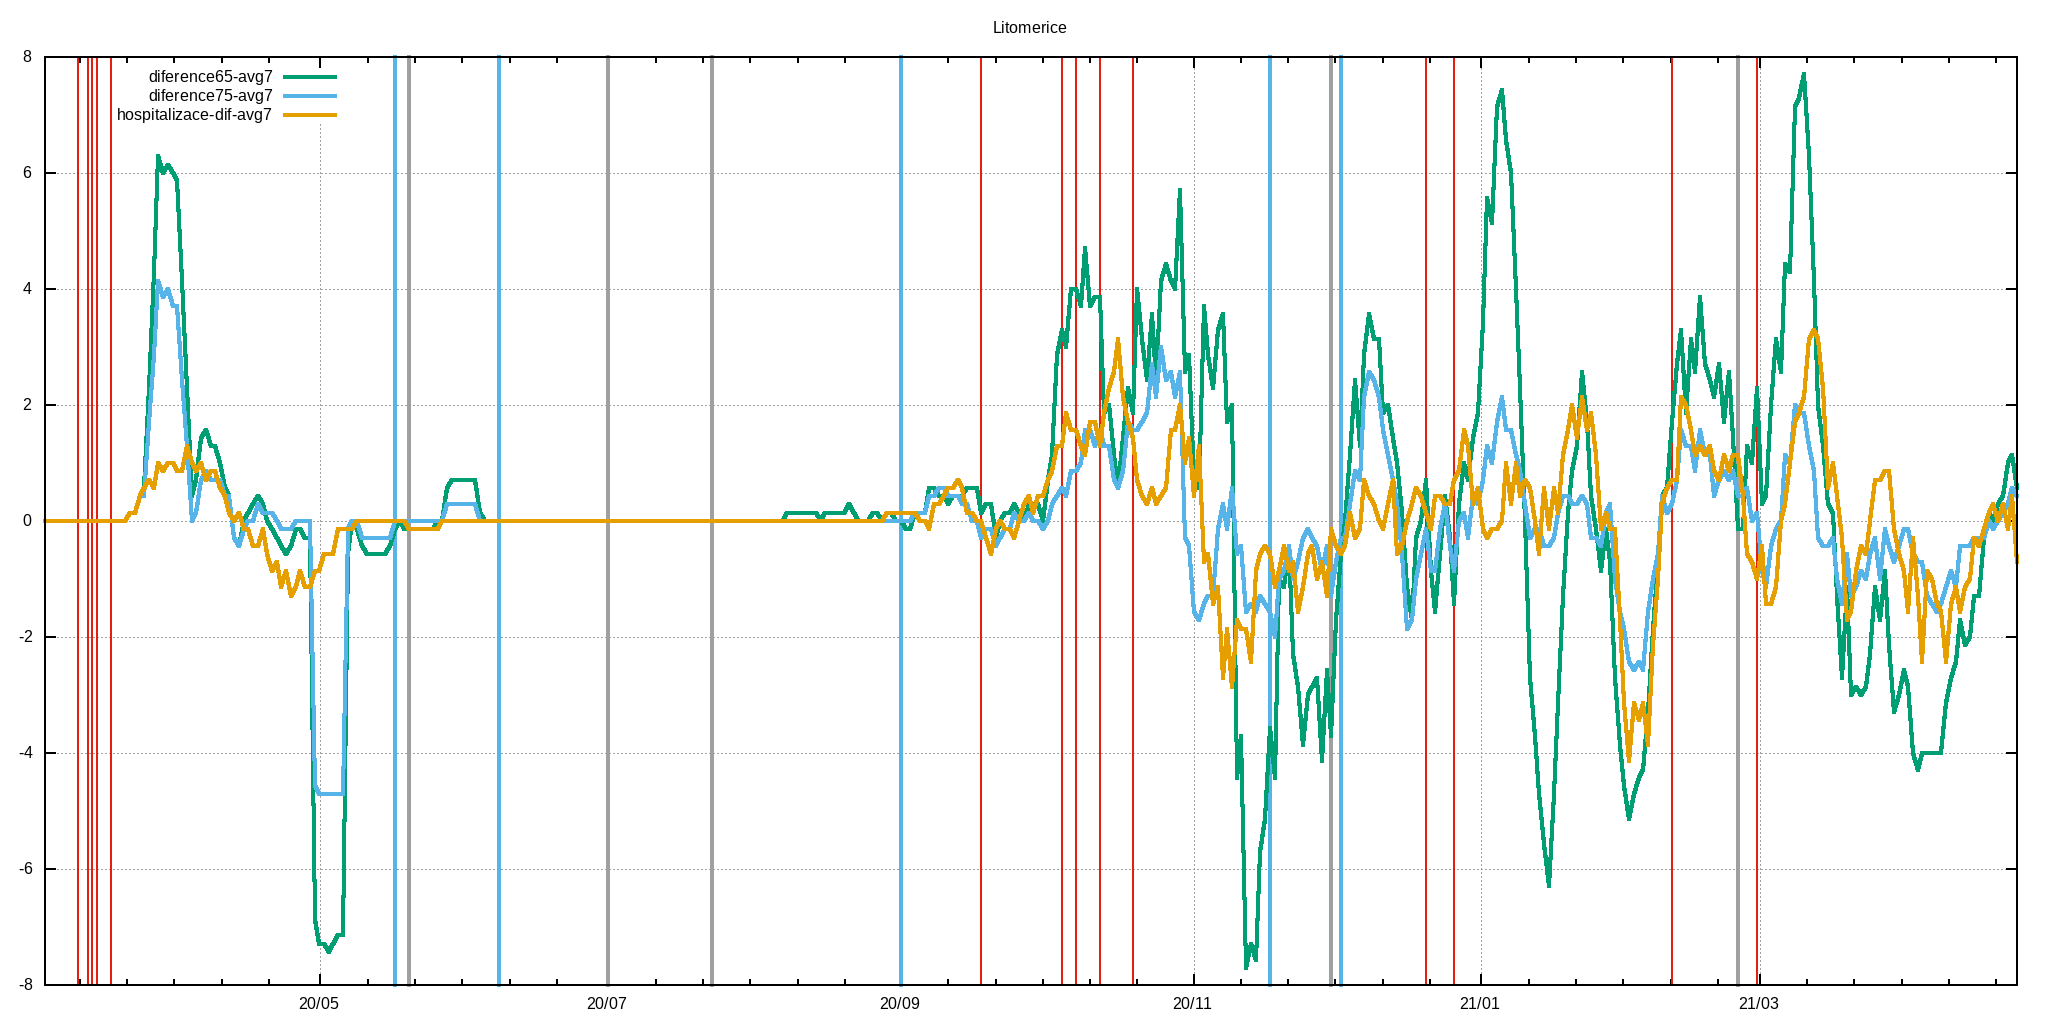 Litomerice
8
diference65-avg7
diference75-avg7
hospitalizace-dif-avg7
6
4
2
0
-2
-4
-6
-8
20/05 20/07 20/09 20/11 21/01 21/03